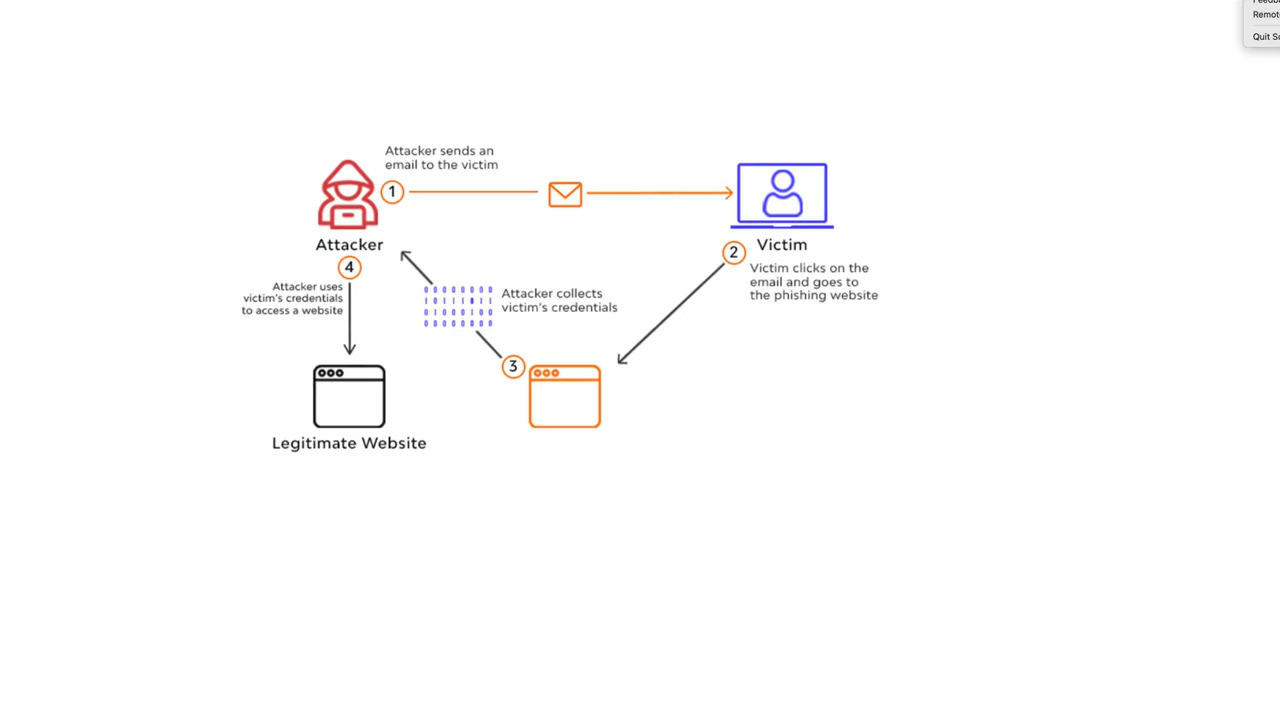 Remot
Quit Sc
Attacker sends an
email to the victim
1
Attacker
Victim
2
Victim clicks on the
email and goes to
the phishing website
4
Attacker uses
victim's credentials
to access a website
Attacker collects
victim's credentials
3
Legitimate Website